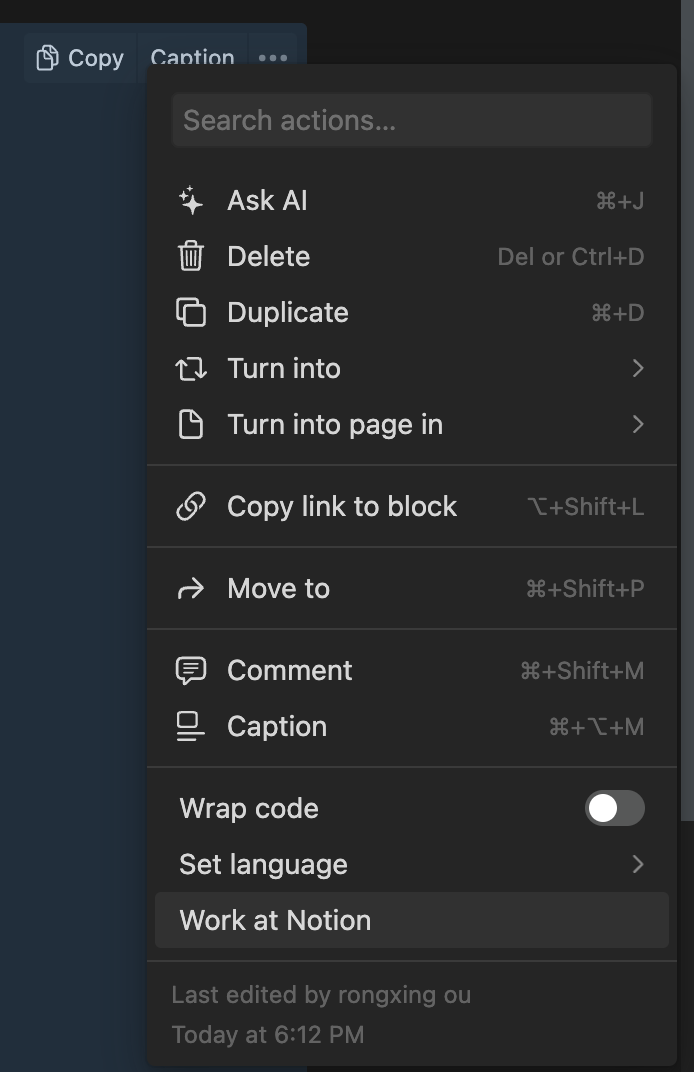 Copy Caption •••
Search actions...
Ask AI ⌘+J
Delete Del or Ctrl+D
Duplicate ⌘+D
Turn into
Turn into page in
Copy link to block ⌥+Shift+L
Move to ⌘+Shift+P
Comment ⌘+Shift+M
Caption ⌘+⌥+M
Wrap code
Set language
Work at Notion
Last edited by rongxing ou
Today at 6:12 PM